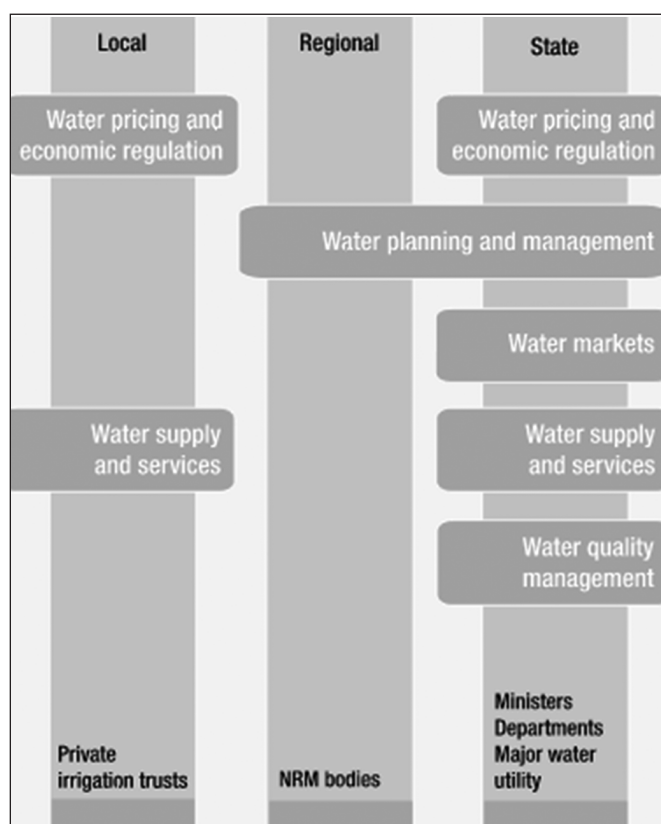 Local
Regional
State
Water pricing and
economic regulation
Water pricing and
economic regulation
Water planning and management
Water markets
Water supply
and services
Water supply
and services
Water quality
management
Private
irrigation trusts
NRM bodies
Ministers
Departments
Major water
utility